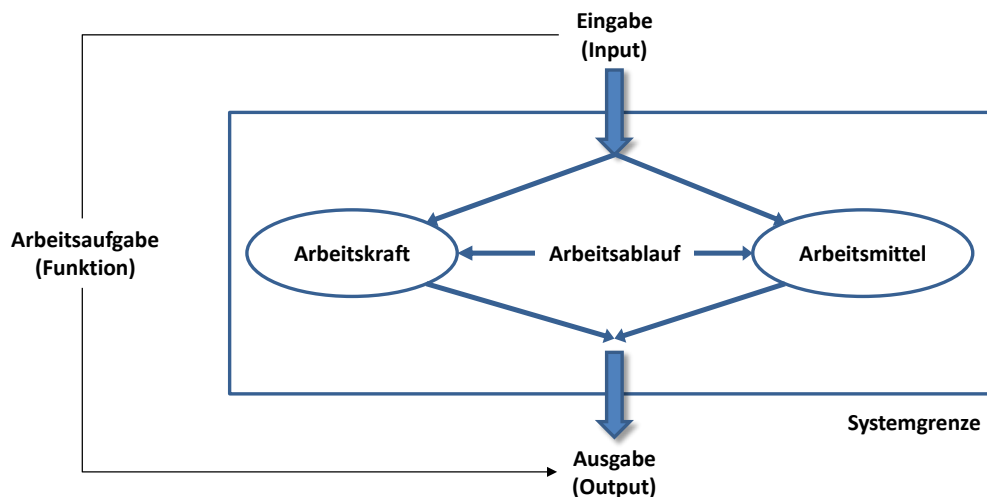 Eingabe
(Input)
Arbeitsaufgabe
(Funktion)
Arbeitskraft
Arbeitsablauf
Arbeitsmittel
Systemgrenze
Ausgabe
(Output)